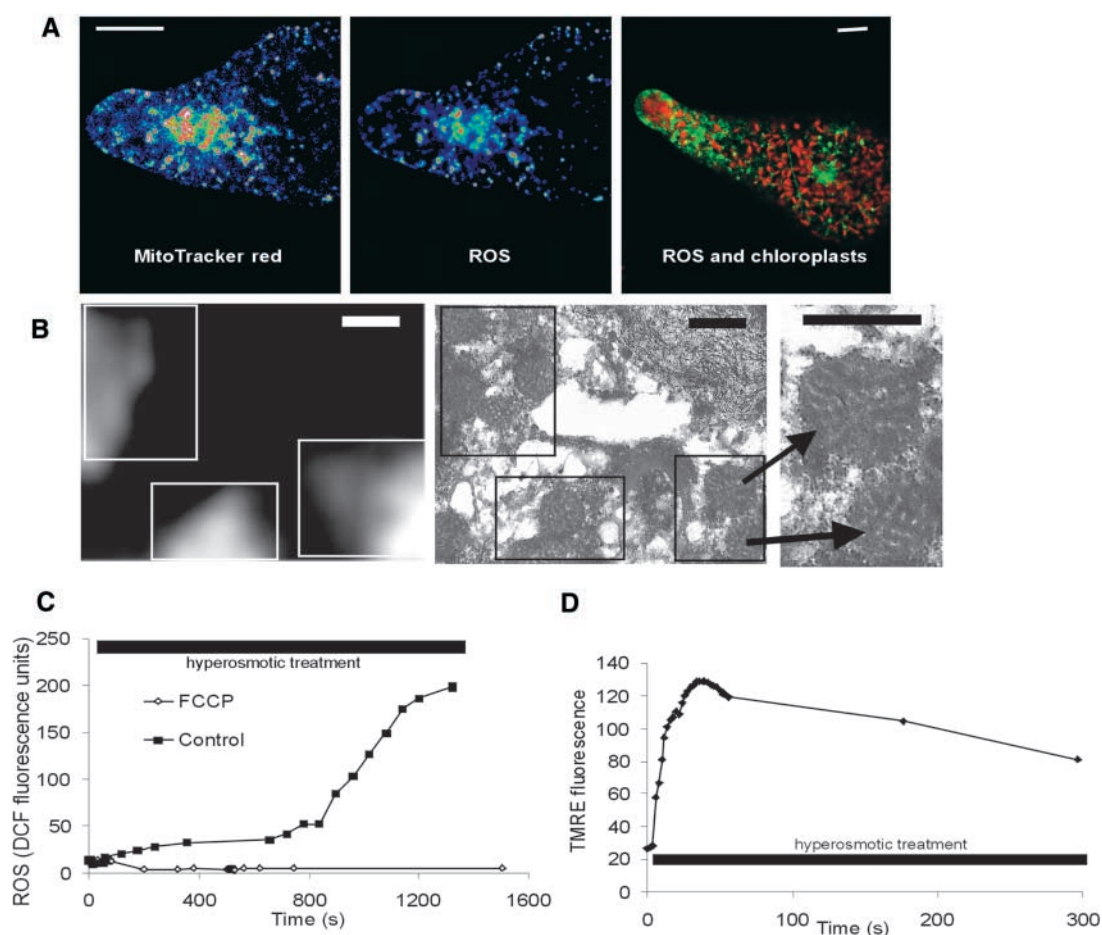 A
MitoTracker red
ROS
ROS and chloroplasts
B
C
D
ROS (DCF fluorescence units)
250
200
150
100
50
0
hyperosmotic treatment
FCCP
Control
0
400
800
1200
1600
Time (s)
TMRE fluorescence
140
120
100
80
60
40
20
0
hyperosmotic treatment
0
100
200
300
Time (s)